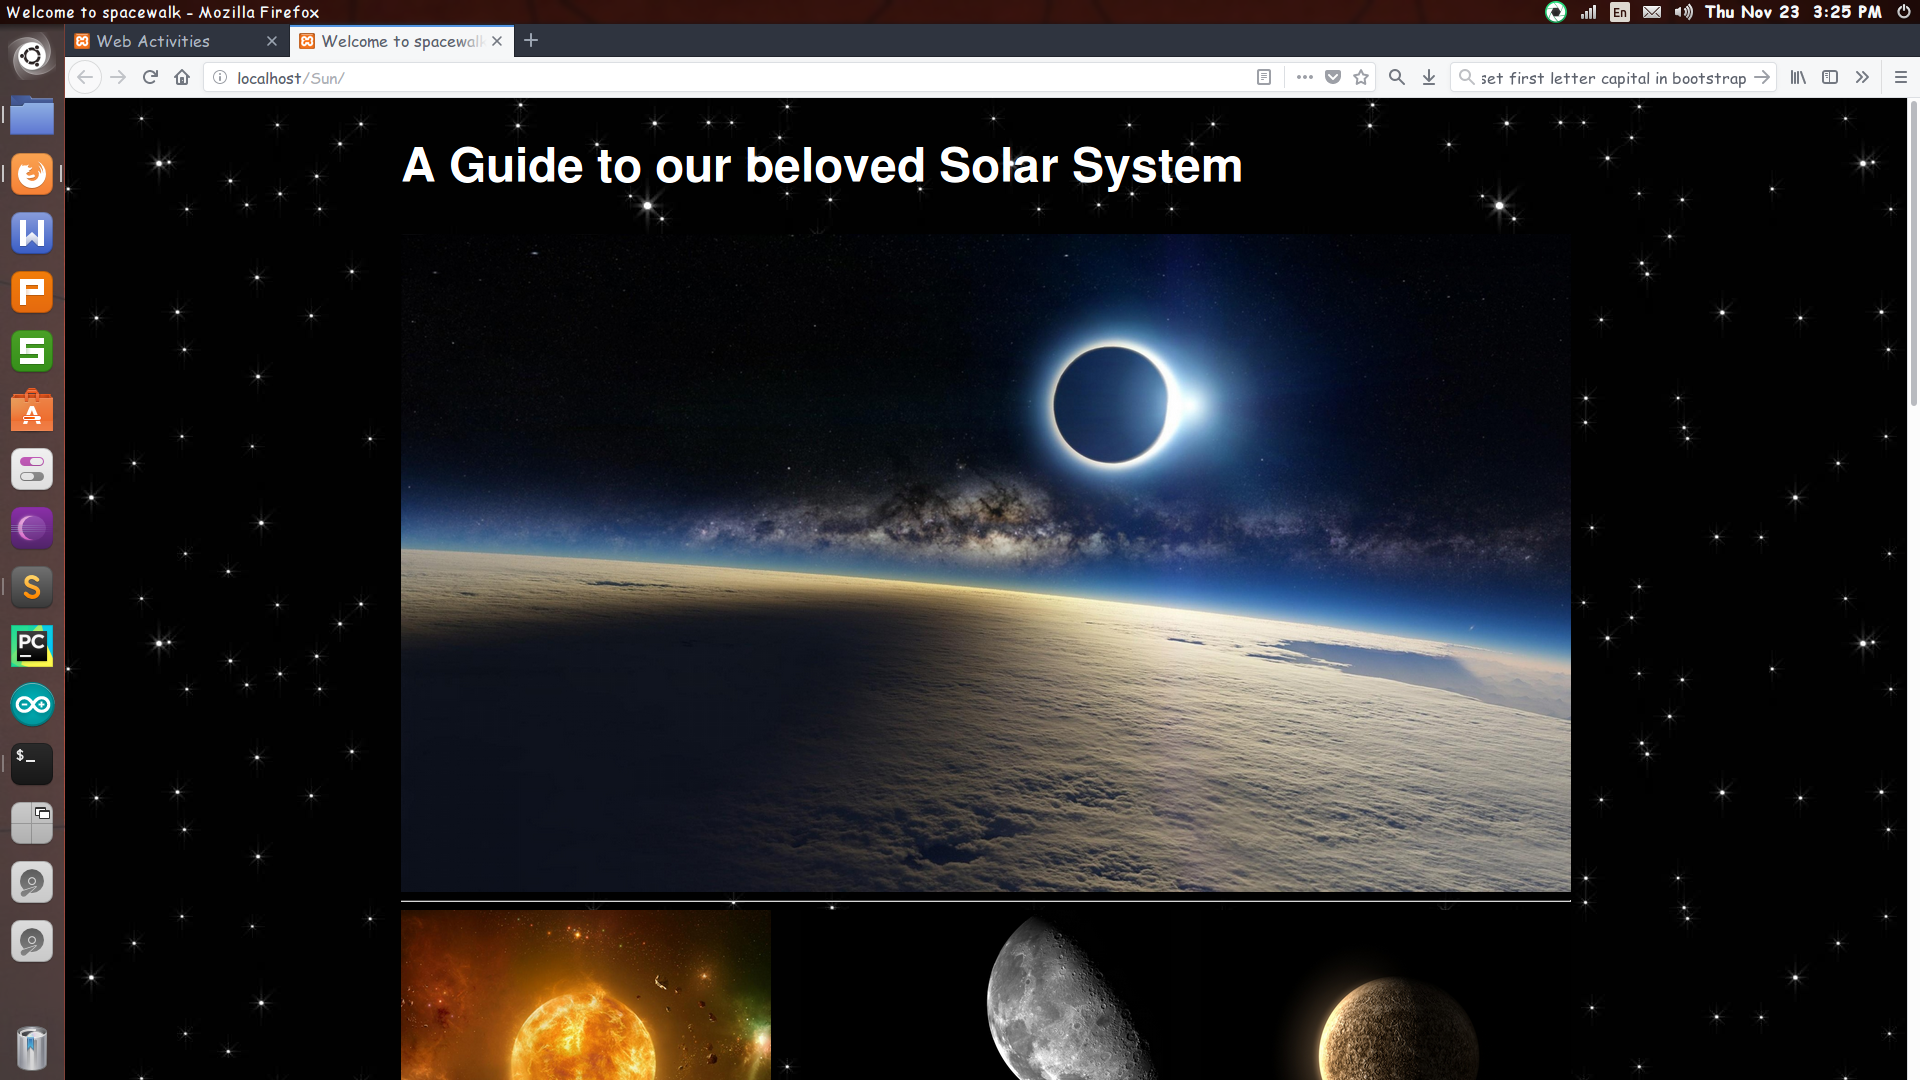 Welcome to spacewalk - Mozilla Firefox
En
Thu Nov 23 3:25 PM
Web Activities
Welcome to spacewalk
localhost/Sun/
set first letter capital in bootstrap
A Guide to our beloved Solar System
W
P
S
A
S
PC
$_